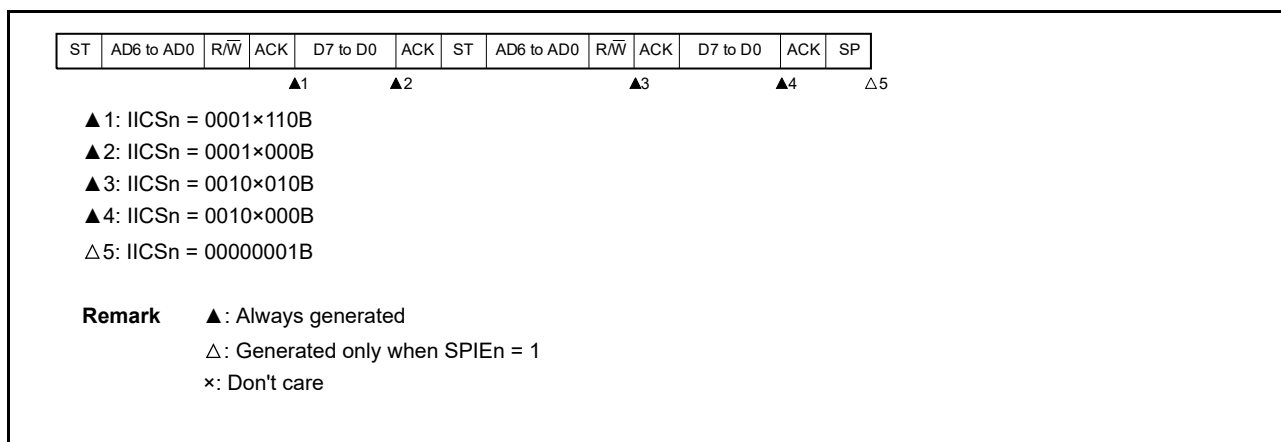 ST AD6 to AD0 R/W̅ ACK D7 to D0 ACK ST AD6 to AD0 R/W̅ ACK D7 to D0 ACK SP
▲1 ▲2 ▲3 ▲4 △5
▲1: IICSn = 0001×110B
▲2: IICSn = 0001×000B
▲3: IICSn = 0010×010B
▲4: IICSn = 0010×000B
△5: IICSn = 00000001B
Remark ▲: Always generated
△: Generated only when SPIEn = 1
×: Don't care